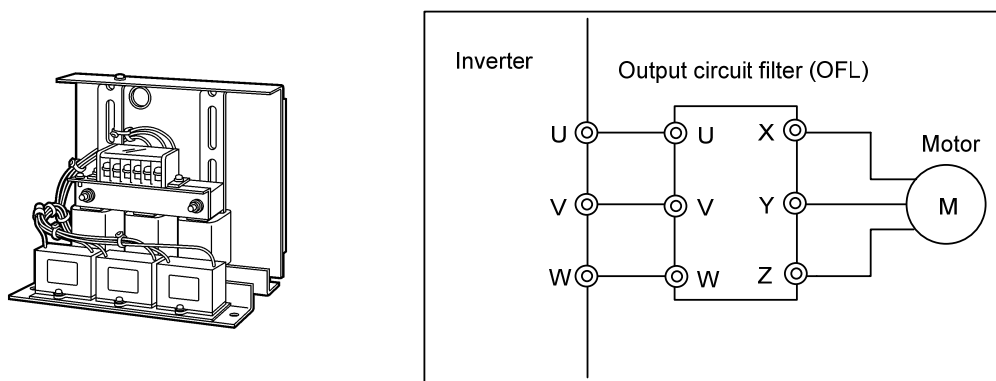 Inverter
Output circuit filter (OFL)
U U X Motor
V V Y M
W W Z